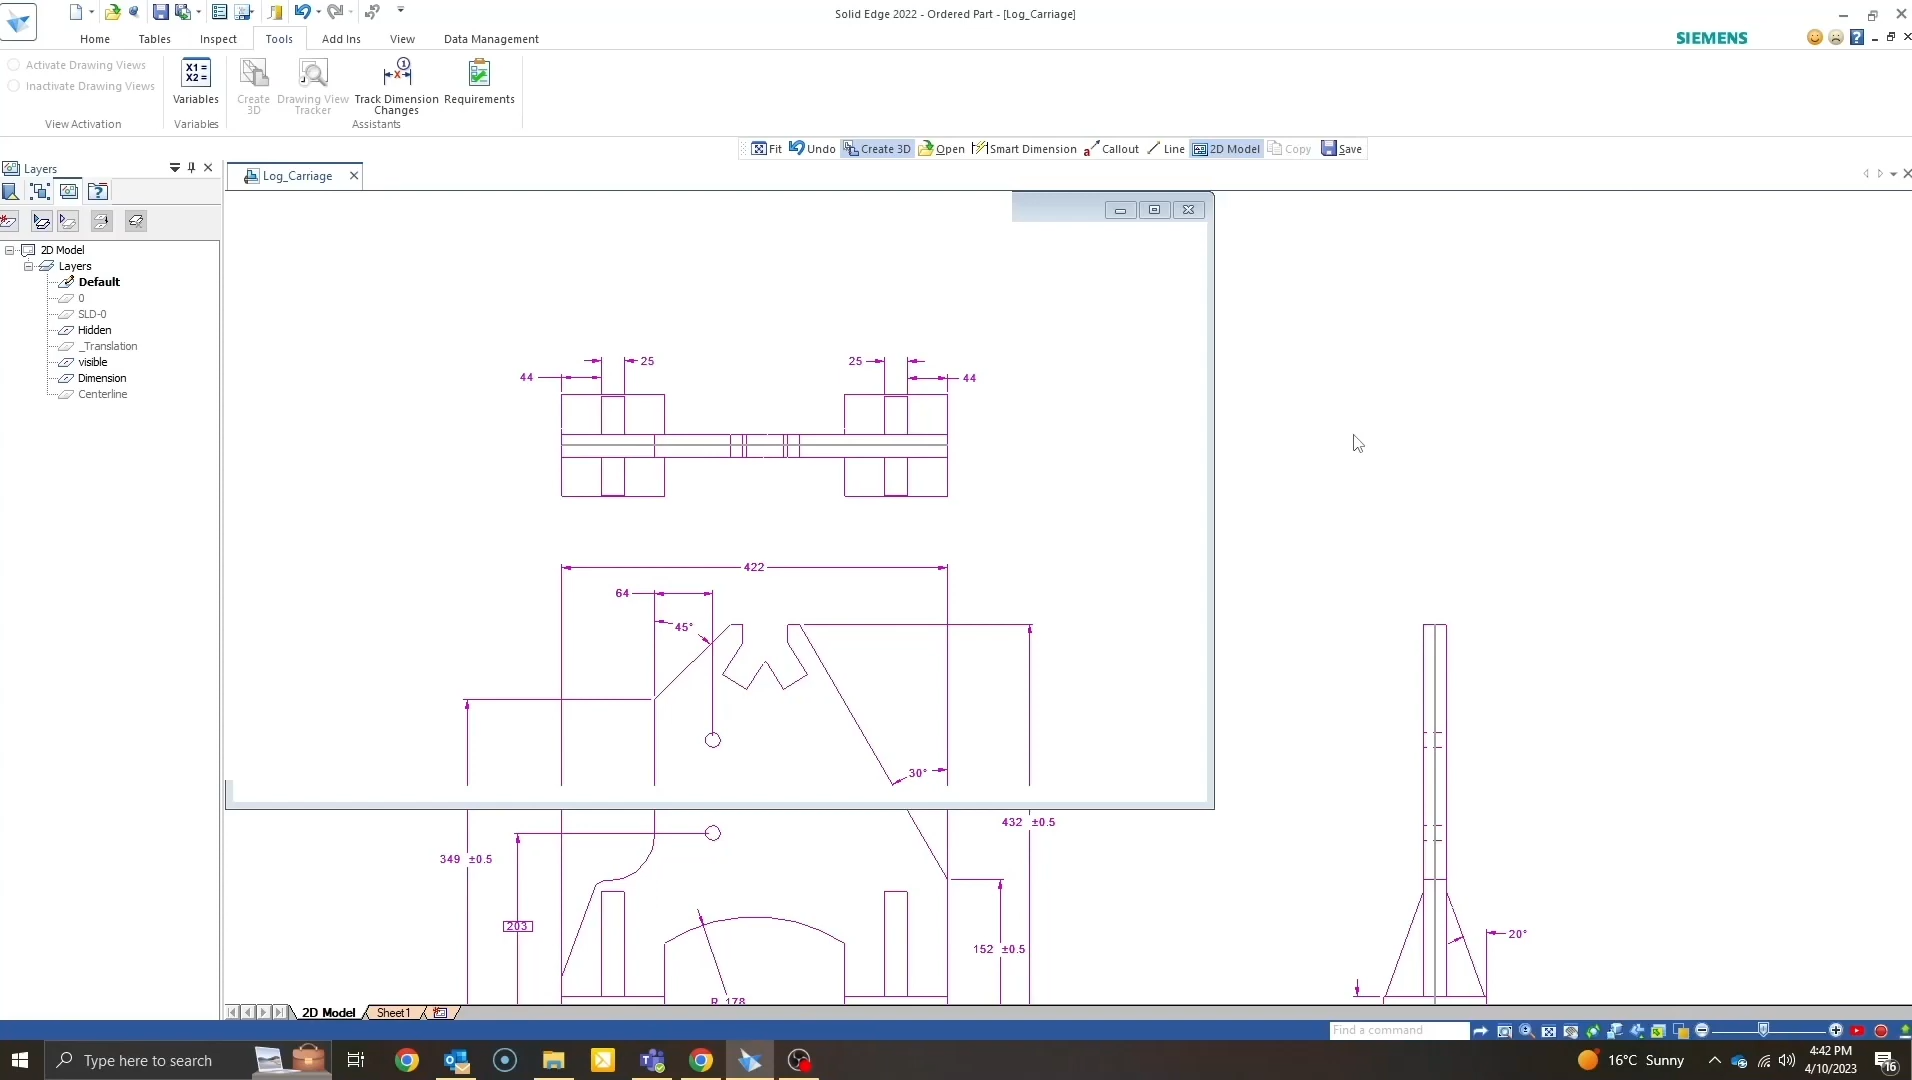 Solid Edge 2022 - Ordered Part - [Log_Carriage]
Home Tables Inspect Tools Add Ins View Data Management
SIEMENS
Activate Drawing Views
Inactivate Drawing Views
View Activation
X1 =
X2 =
Variables
Variables
Create
3D
Drawing View
Tracker
Track Dimension
Changes
Requirements
Assistants
Fit Undo Create 3D Open Smart Dimension Callout Line 2D Model Copy Save
Layers
Log_Carriage
2D Model
Layers
Default
0
SLD-0
Hidden
_Translation
visible
Dimension
Centerline
25 25
44 44
422
64
45°
30°
432 ±0.5
349 ±0.5
203
152 ±0.5
20°
R 178
2D Model Sheet1
Find a command
Type here to search
16°C Sunny
4:42 PM
4/10/2023
16